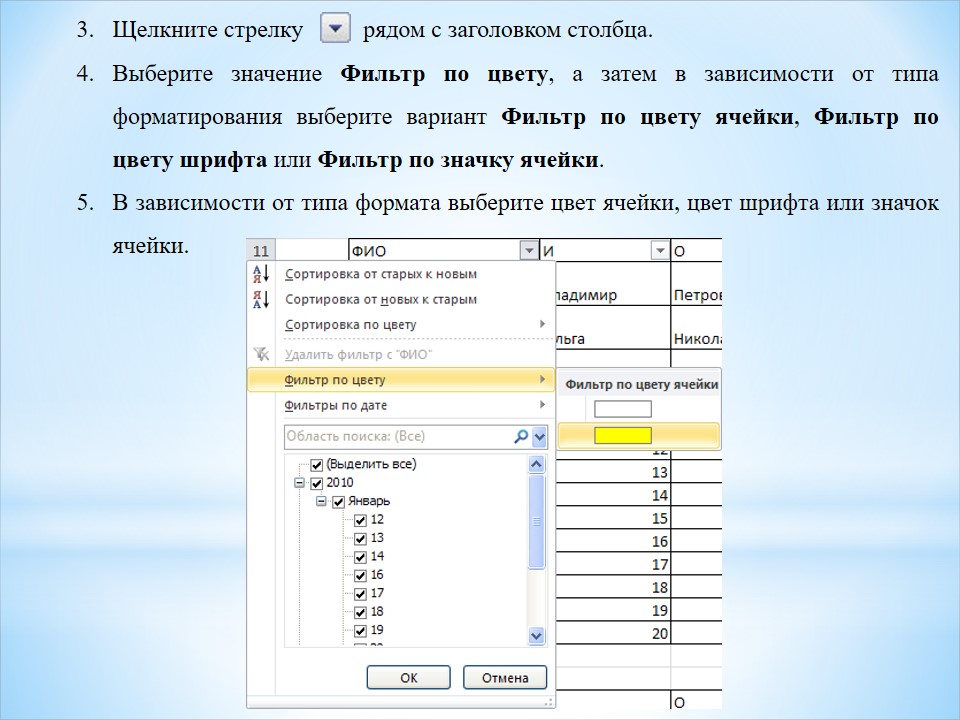 3. Щелкните стрелку рядом с заголовком столбца.
4. Выберите значение Фильтр по цвету, а затем в зависимости от типа
форматирования выберите вариант Фильтр по цвету ячейки, Фильтр по
цвету шрифта или Фильтр по значку ячейки.
5. В зависимости от типа формата выберите цвет ячейки, цвет шрифта или значок
ячейки.
11 ФИО И О
Сортировка от старых к новым
Сортировка от новых к старым
Сортировка по цвету
Удалить фильтр с "ФИО"
Фильтр по цвету
Фильтры по дате
Область поиска: (Все)
(Выделить все)
2010
Январь
12
13
14
16
17
18
19
ОК Отмена
ладимир Петров
льга Никола
Фильтр по цвету ячейки
12
13
14
15
16
17
18
19
20
О